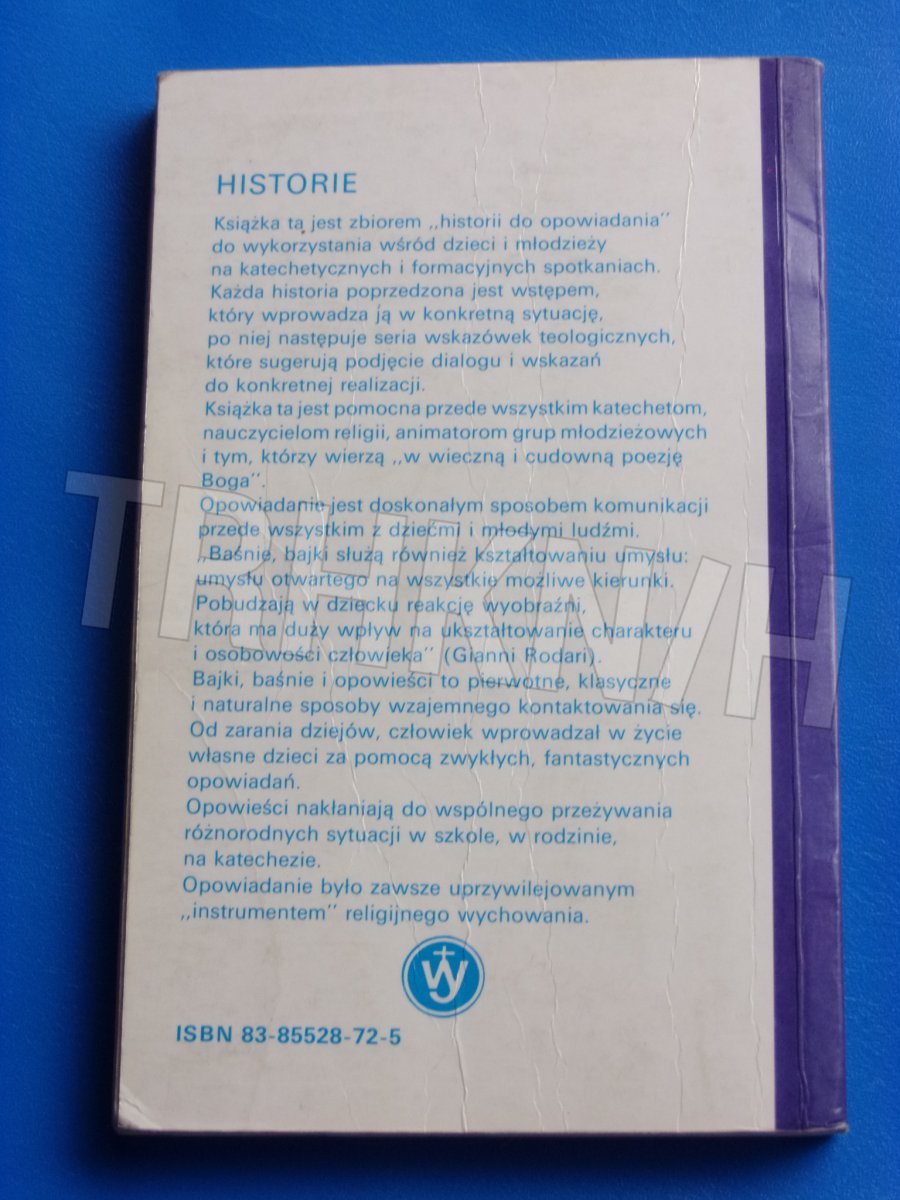 HISTORIE
Książka ta jest zbiorem ,,historii do opowiadania''
do wykorzystania wśród dzieci i młodzieży
na katechetycznych i formacyjnych spotkaniach.
Każda historia poprzedzona jest wstępem,
który wprowadza ją w konkretną sytuację,
po niej następuje seria wskazówek teologicznych,
które sugerują podjęcie dialogu i wskazań
do konkretnej realizacji.
Książka ta jest pomocna przede wszystkim katechetom,
nauczycielom religii, animatorom grup młodzieżowych
i tym, którzy wierzą ,,w wieczną i cudowną poezję
Boga''.
Opowiadanie jest doskonałym sposobem komunikacji
przede wszystkim z dziećmi i młodymi ludźmi.
,,Baśnie, bajki służą również kształtowaniu umysłu:
umysłu otwartego na wszystkie możliwe kierunki.
Pobudzają w dziecku reakcję wyobraźni,
która ma duży wpływ na ukształtowanie charakteru
i osobowości człowieka'' (Gianni Rodari).
Bajki, baśnie i opowieści to pierwotne, klasyczne
i naturalne sposoby wzajemnego kontaktowania się.
Od zarania dziejów, człowiek wprowadzał w życie
własne dzieci za pomocą zwykłych, fantastycznych
opowiadań.
Opowieści nakłaniają do wspólnego przeżywania
różnorodnych sytuacji w szkole, w rodzinie,
na katechezie.
Opowiadanie było zawsze uprzywilejowanym
,,instrumentem'' religijnego wychowania.
ISBN 83-85528-72-5